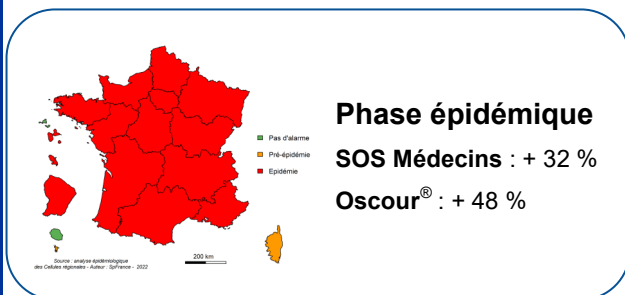 Phase épidémique
SOS Médecins : + 32 %
Oscour® : + 48 %
Pas d'alarme
Pré-épidémie
Epidémie
200 km
Source : analyse épidémiologique
des Cellules régionales - Auteur : SpFrance - 2022